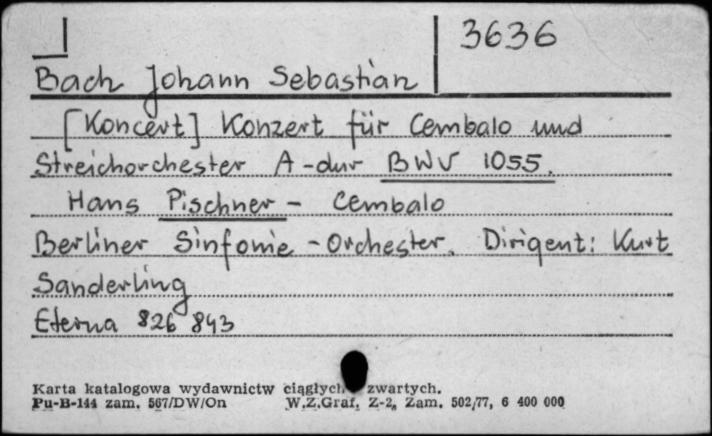 3636
Bach Johann Sebastian
[Koncert] Konzert für Cembalo und
Streichorchester A-dur BWV 1055.
Hans Pischner - Cembalo
Berliner Sinfonie-Orchester. Dirigent: Kurt
Sanderling
Eterna 826 843
Karta katalogowa wydawnictw ciągłych zwartych.
Pu-B-144 zam. 567/DW/On W.Z.Graf. Z-2, Zam. 502/77, 6 400 000